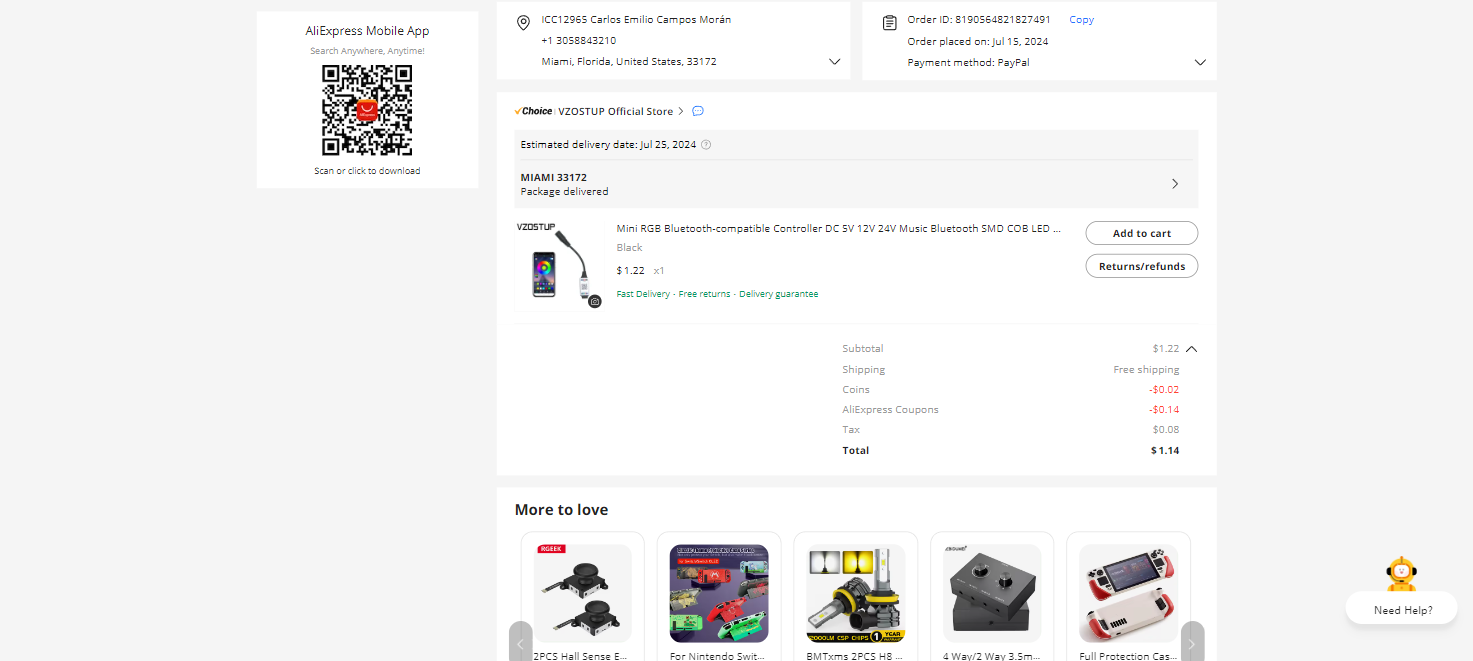 AliExpress Mobile App
Search Anywhere, Anytime!
Scan or click to download
ICC12965 Carlos Emilio Campos Morán
+1 3058843210
Miami, Florida, United States, 33172
Order ID: 8190564821827491 Copy
Order placed on: Jul 15, 2024
Payment method: PayPal
Choice VZOSTUP Official Store
Estimated delivery date: Jul 25, 2024
MIAMI 33172
Package delivered
VZOSTUP
Mini RGB Bluetooth-compatible Controller DC 5V 12V 24V Music Bluetooth SMD COB LED ...
Black
$1.22 x1
Fast Delivery · Free returns · Delivery guarantee
Add to cart
Returns/refunds
Subtotal $1.22
Shipping Free shipping
Coins -$0.02
AliExpress Coupons -$0.14
Tax $0.08
Total $1.14
More to love
RGEEK
2000LM CSP CHIPS 1 YEAR
2PCS Hall Sense E...
For Nintendo Swit...
BMTxms 2PCS H8 ...
4 Way/2 Way 3.5m...
Full Protection Cas...
Need Help?